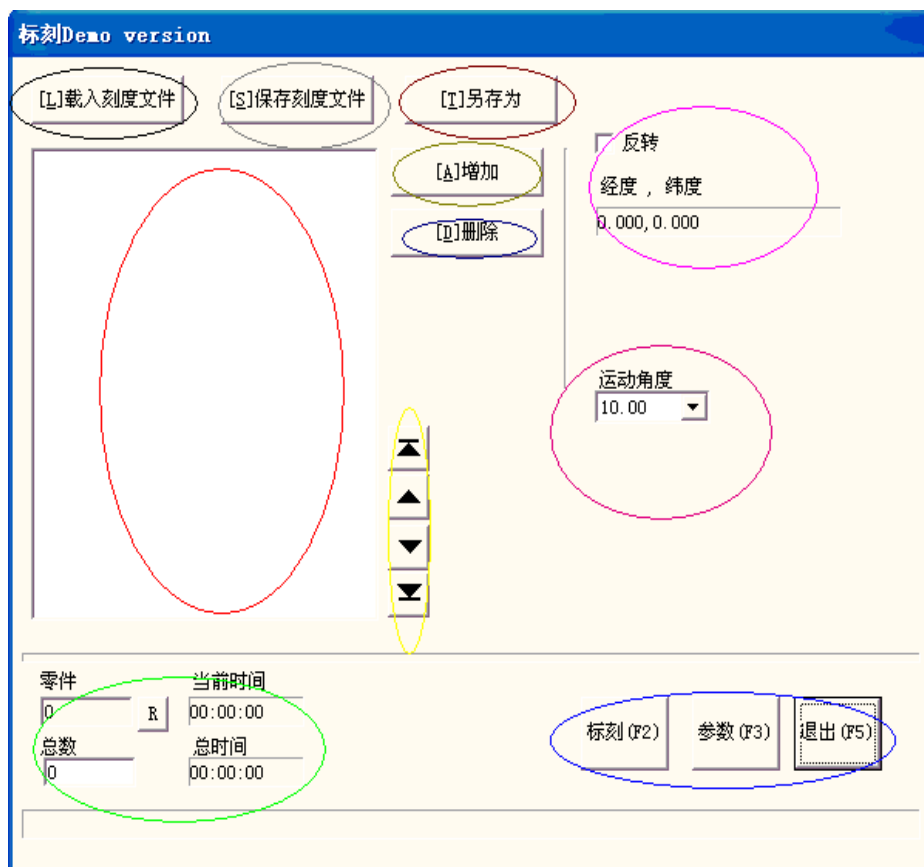 标刻Demo version
[L]载入刻度文件 [S]保存刻度文件 [T]另存为
[A]增加
[D]删除
反转
经度 , 纬度
0.000,0.000
运动角度
10.00
零件 当前时间
0 R 00:00:00
总数 总时间
0 00:00:00
标刻(F2) 参数(F3) 退出(F5)